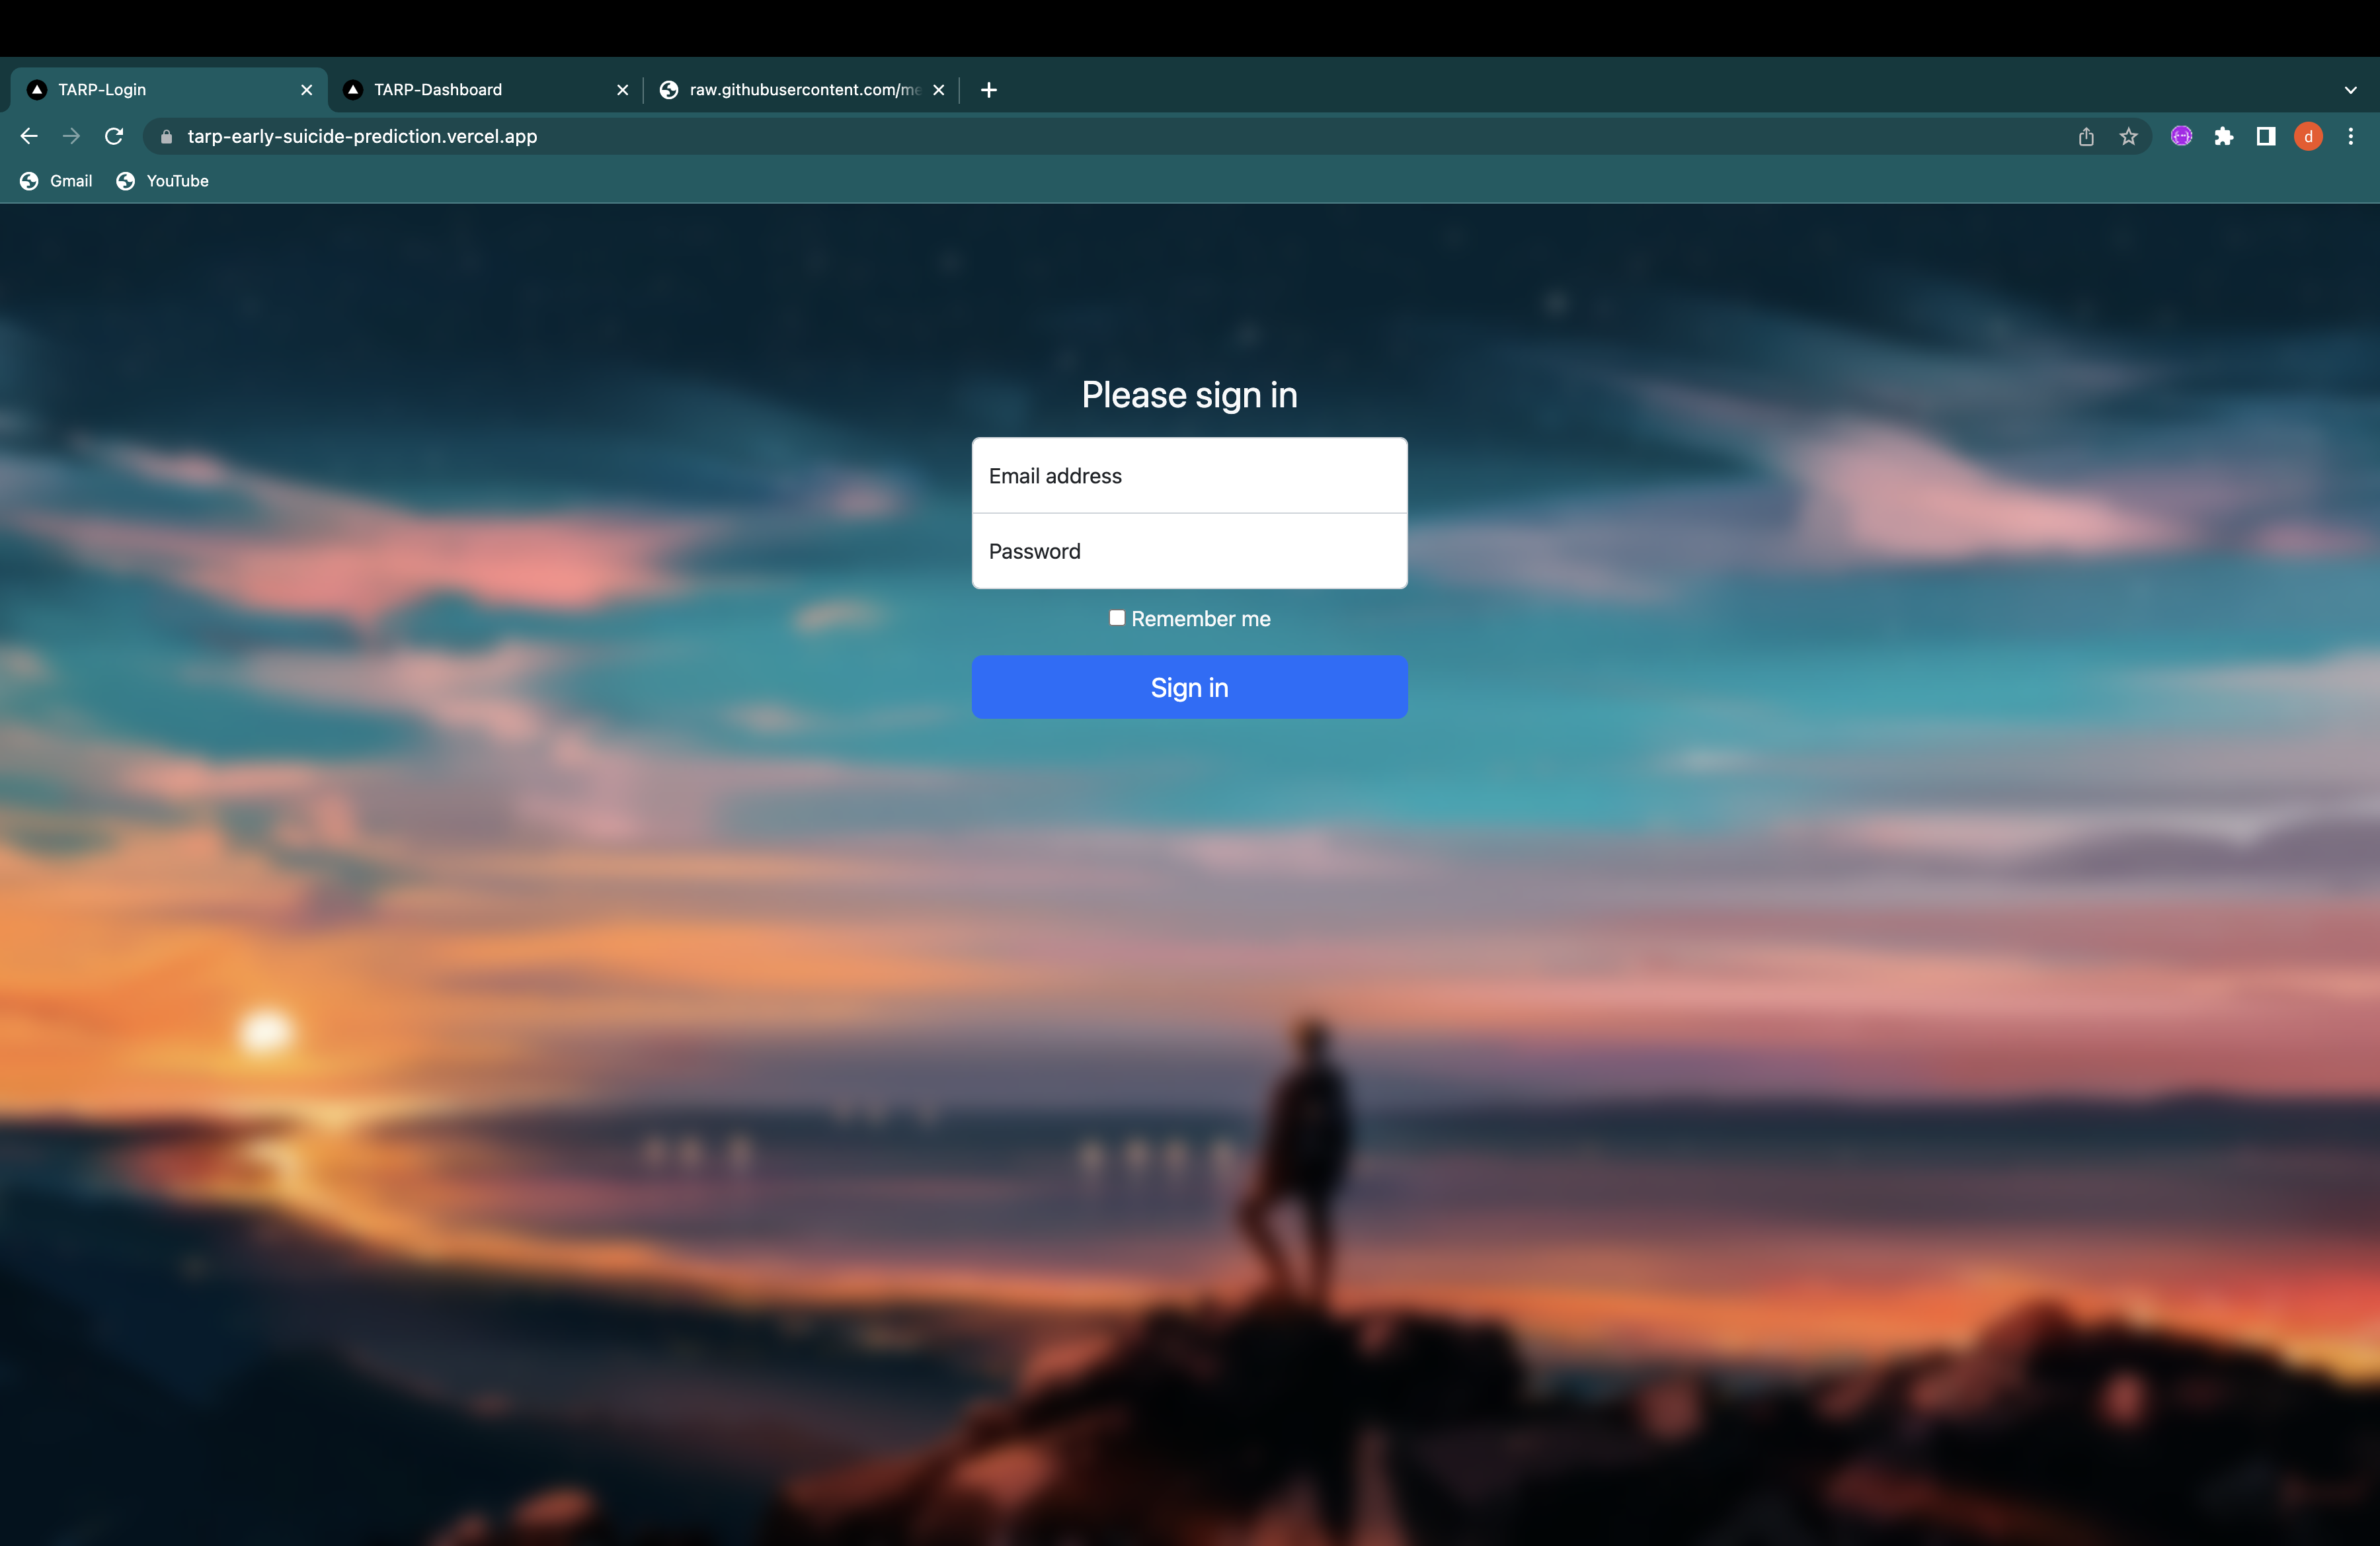 TARP-Login
TARP-Dashboard
raw.githubusercontent.com/me
tarp-early-suicide-prediction.vercel.app
d
Gmail
YouTube
Please sign in
Email address
Password
Remember me
Sign in